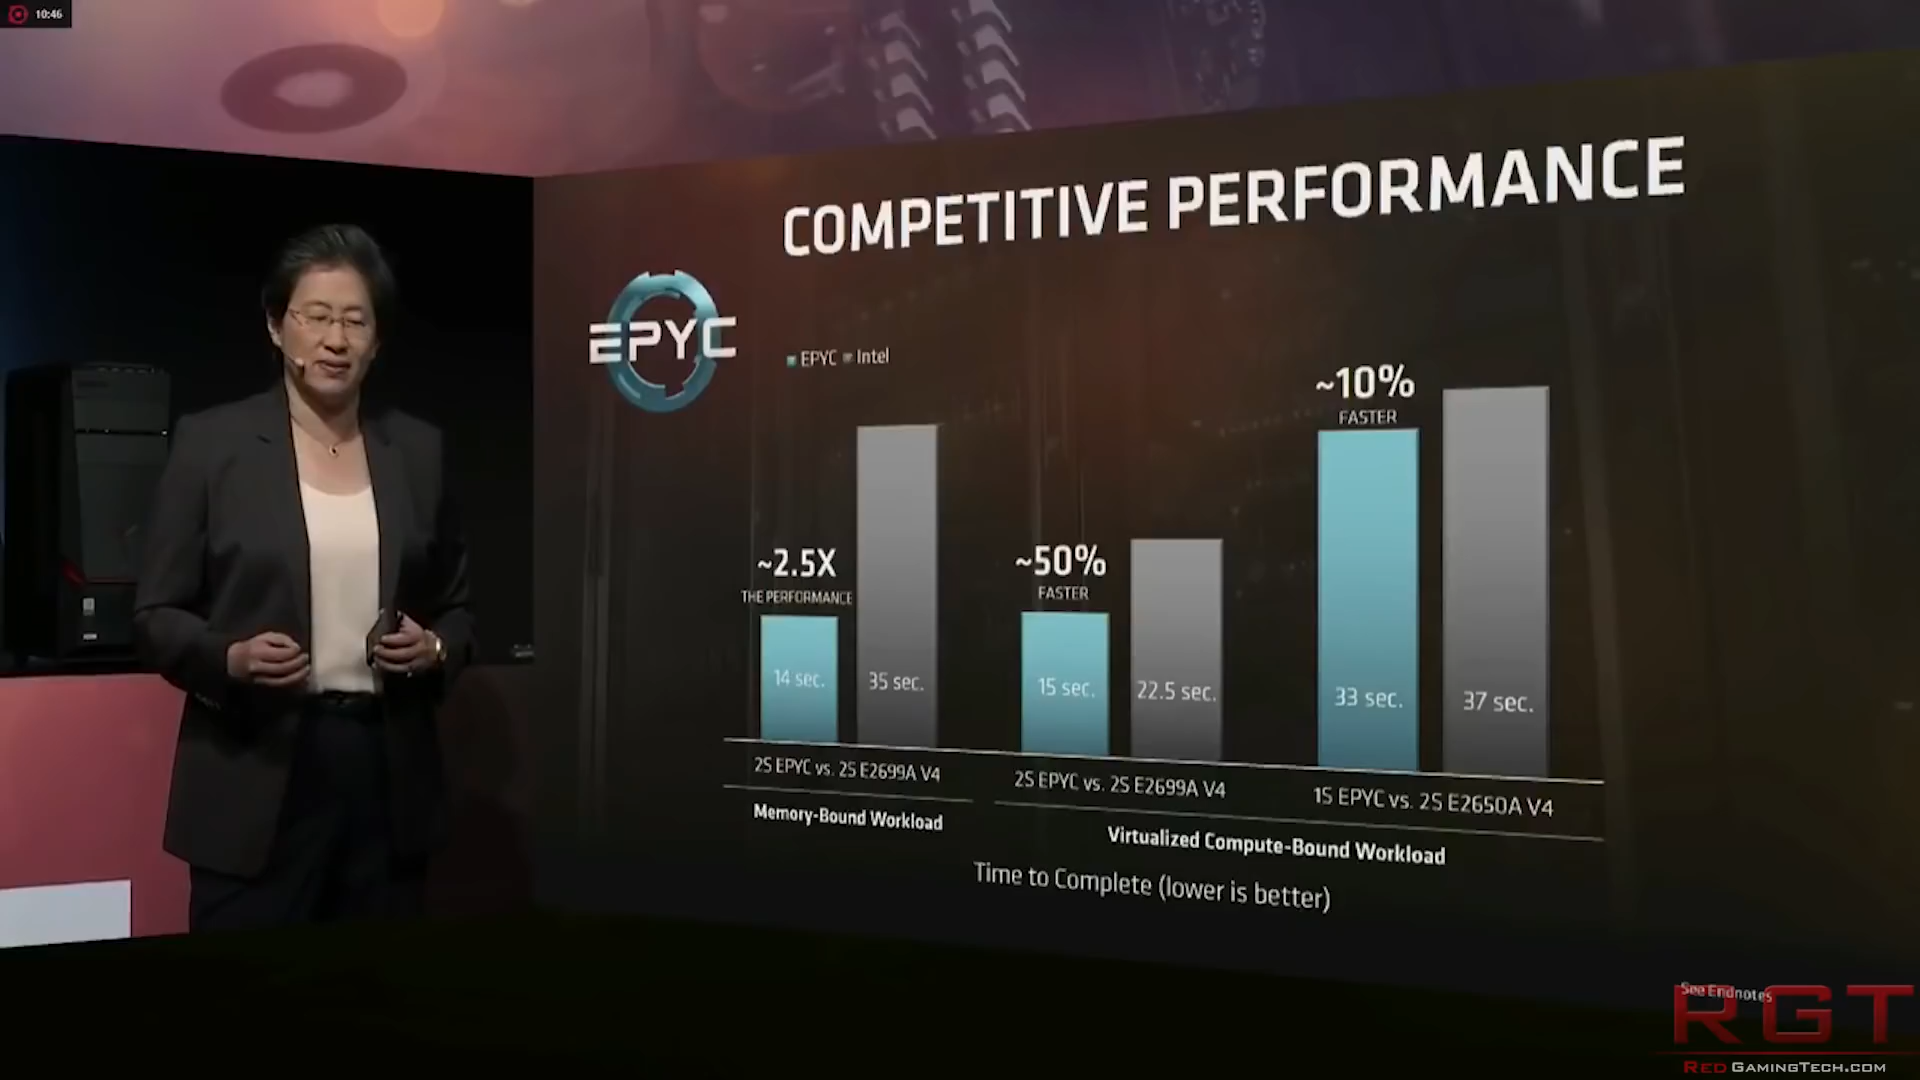 10:46
COMPETITIVE PERFORMANCE
EPYC
EPYC Intel
~10%
FASTER
~2.5X
THE PERFORMANCE
~50%
FASTER
14 sec. 35 sec. 15 sec. 22.5 sec. 33 sec. 37 sec.
2S EPYC vs. 2S E2699A V4 2S EPYC vs. 2S E2699A V4 1S EPYC vs. 2S E2650A V4
Memory-Bound Workload Virtualized Compute-Bound Workload
Time to Complete (lower is better)
See Endnotes
RGT
REDGAMINGTECH.COM